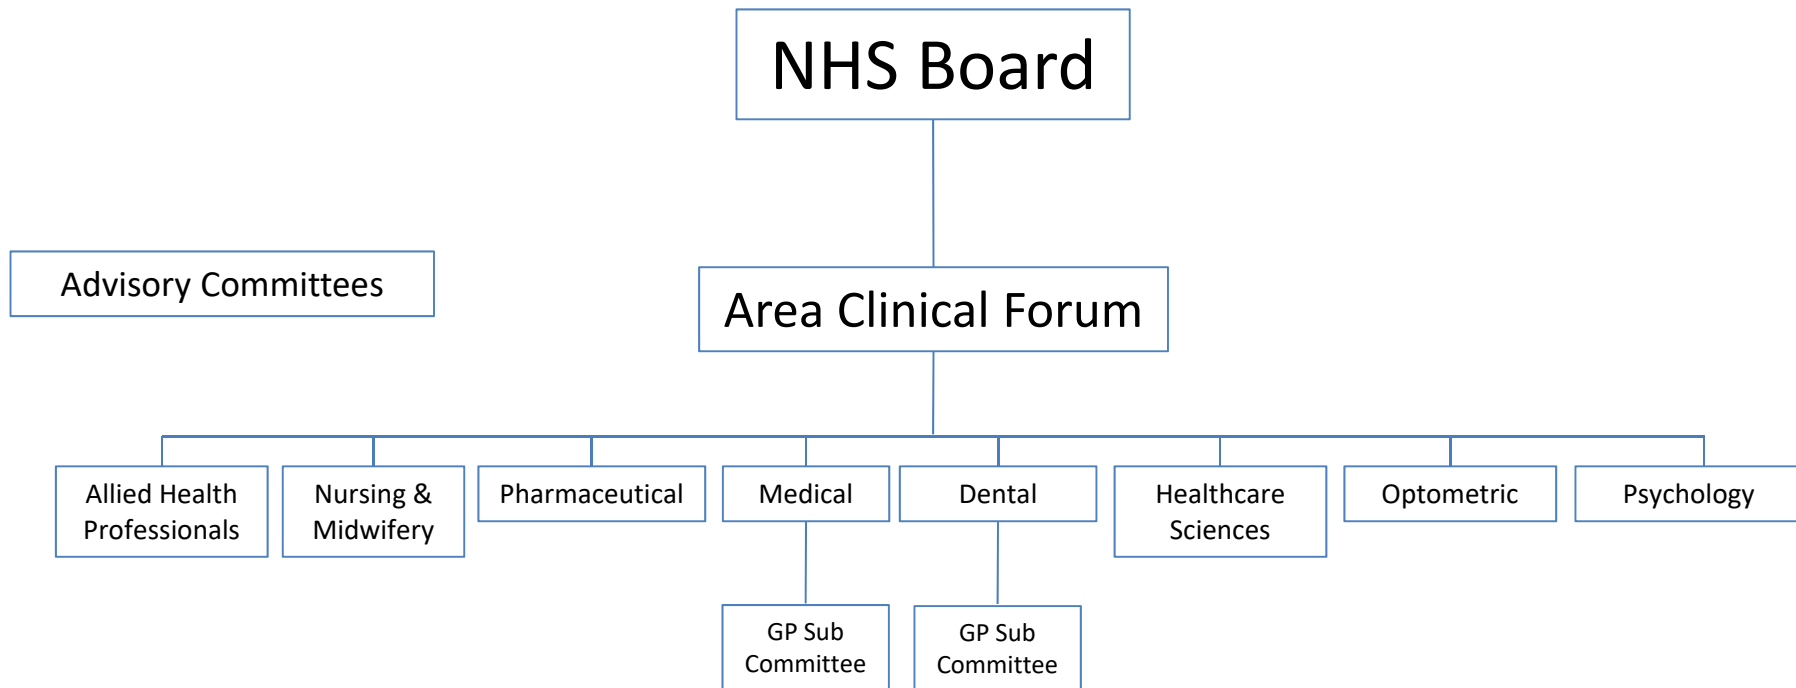 NHS Board
Advisory Committees
Area Clinical Forum
Allied Health
Professionals
Nursing &
Midwifery
Pharmaceutical
Medical
Dental
Healthcare
Sciences
Optometric
Psychology
GP Sub
Committee
GP Sub
Committee